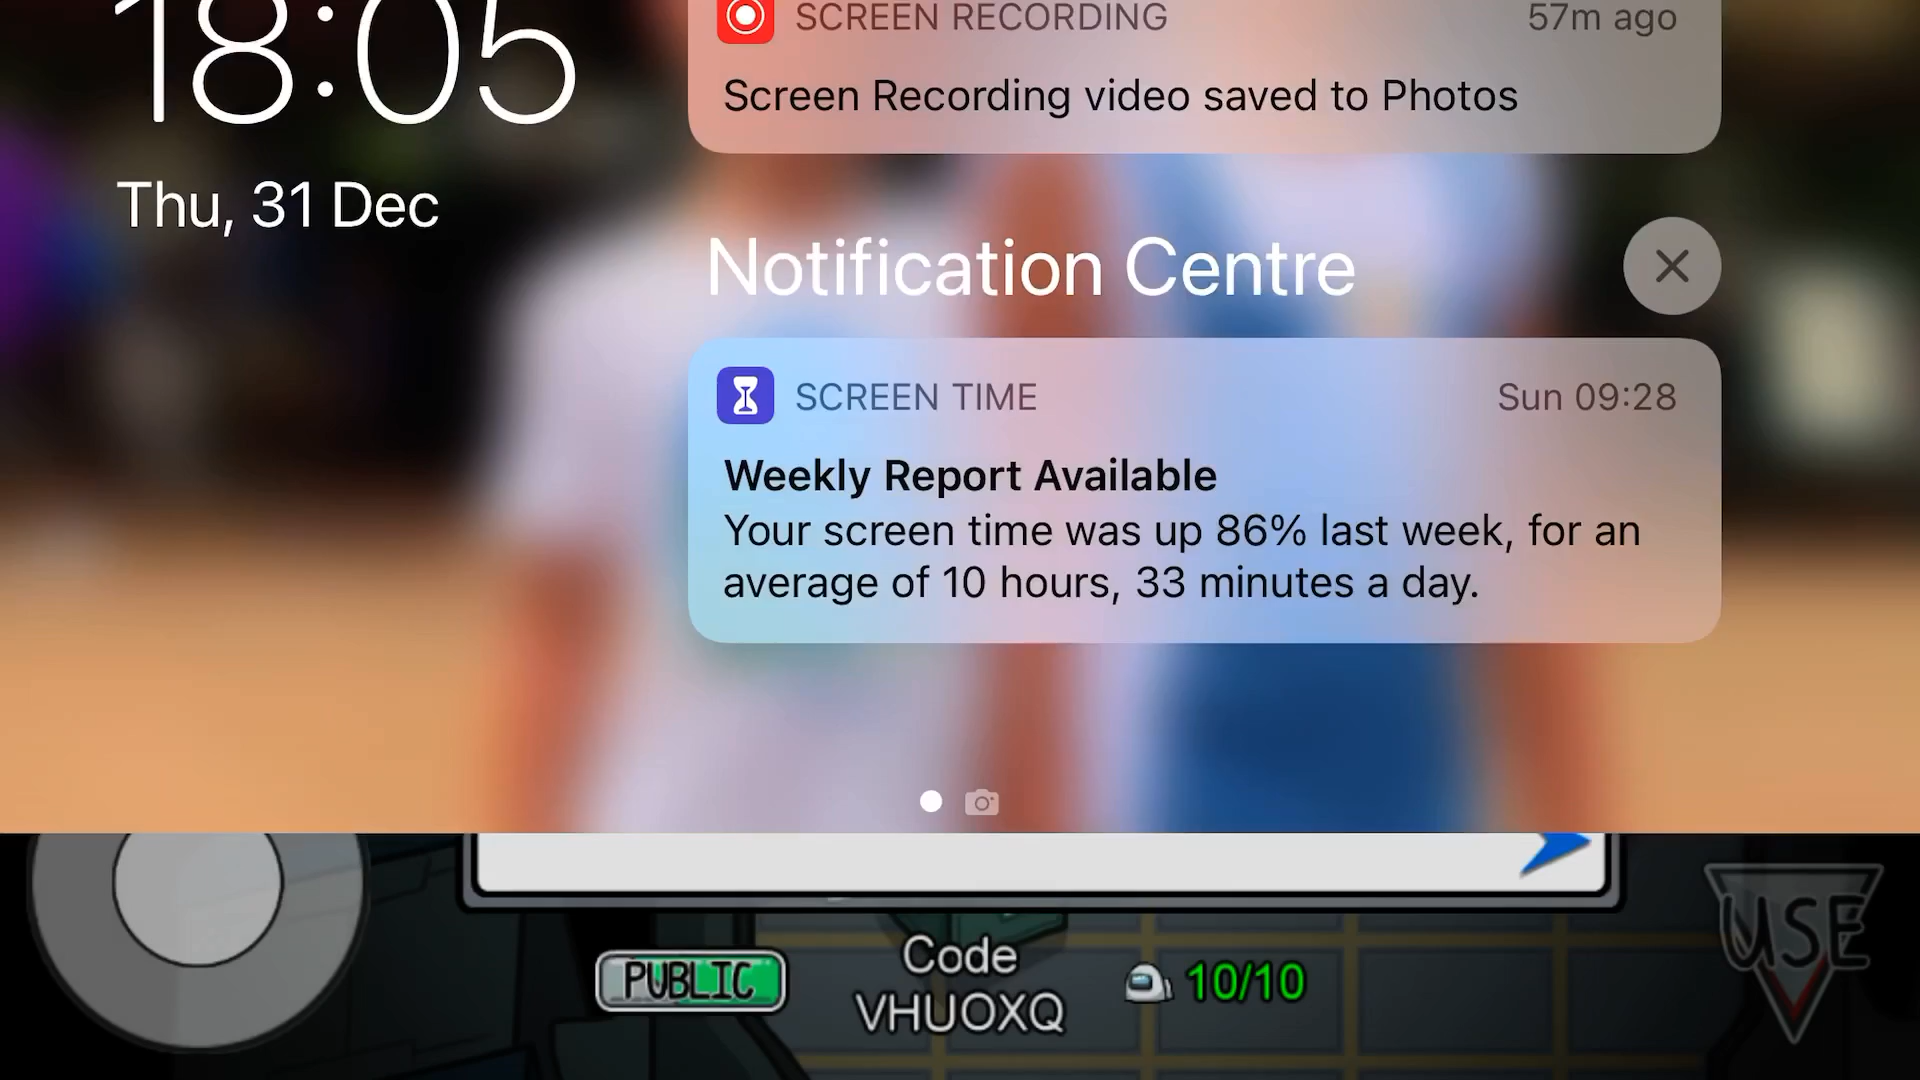 18:05
Thu, 31 Dec
SCREEN RECORDING
57m ago
Screen Recording video saved to Photos
Notification Centre
SCREEN TIME
Sun 09:28
Weekly Report Available
Your screen time was up 86% last week, for an
average of 10 hours, 33 minutes a day.
PUBLIC
Code
VHUOXQ
10/10
USE